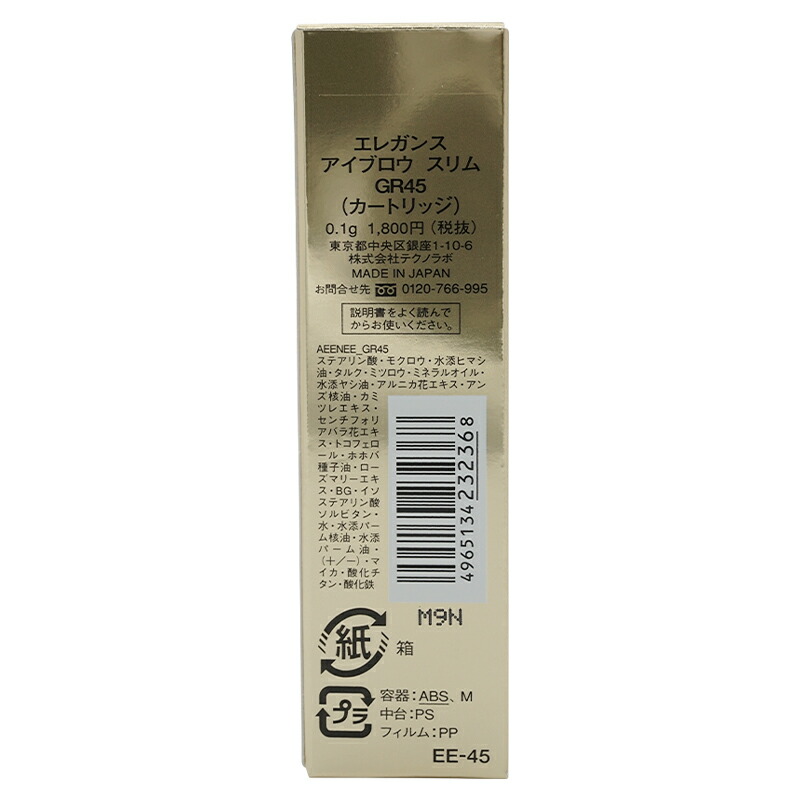 エレガンス
アイブロウ スリム
GR45
(カートリッジ)
0.1g 1,800円(税抜)
東京都中央区銀座1-10-6
株式会社テクノラボ
MADE IN JAPAN
お問合せ先 0120-766-995
説明書をよく読んで
からお使いください。
AEENEE_GR45
ステアリン酸・モクロウ・水添ヒマシ
油・タルク・ミツロウ・ミネラルオイル・
水添ヤシ油・アルニカ花エキス・アン
ズ核油・カミ
ツレエキス・
センチフォリ
アバラ花エキ
ス・トコフェロ
ール・ホホバ
種子油・ロー
ズマリーエキ
ス・BG・イソ
ステアリン酸
ソルビタン・
水・水添パー
ム核油・水添
パーム油・
(+/-)・マ
イカ・酸化チ
タン・酸化鉄
4965134232368
M9N
紙 箱
プラ
容器:ABS、M
中台:PS
フィルム:PP
EE-45